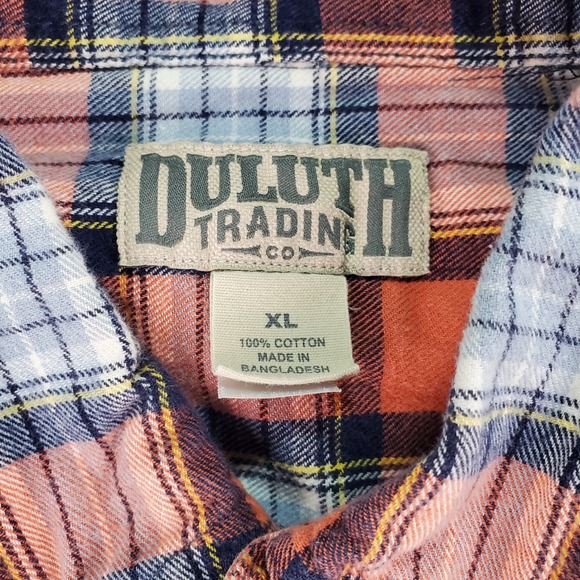 DULUTH
TRADING
CO
XL
100% COTTON
MADE IN
BANGLADESH